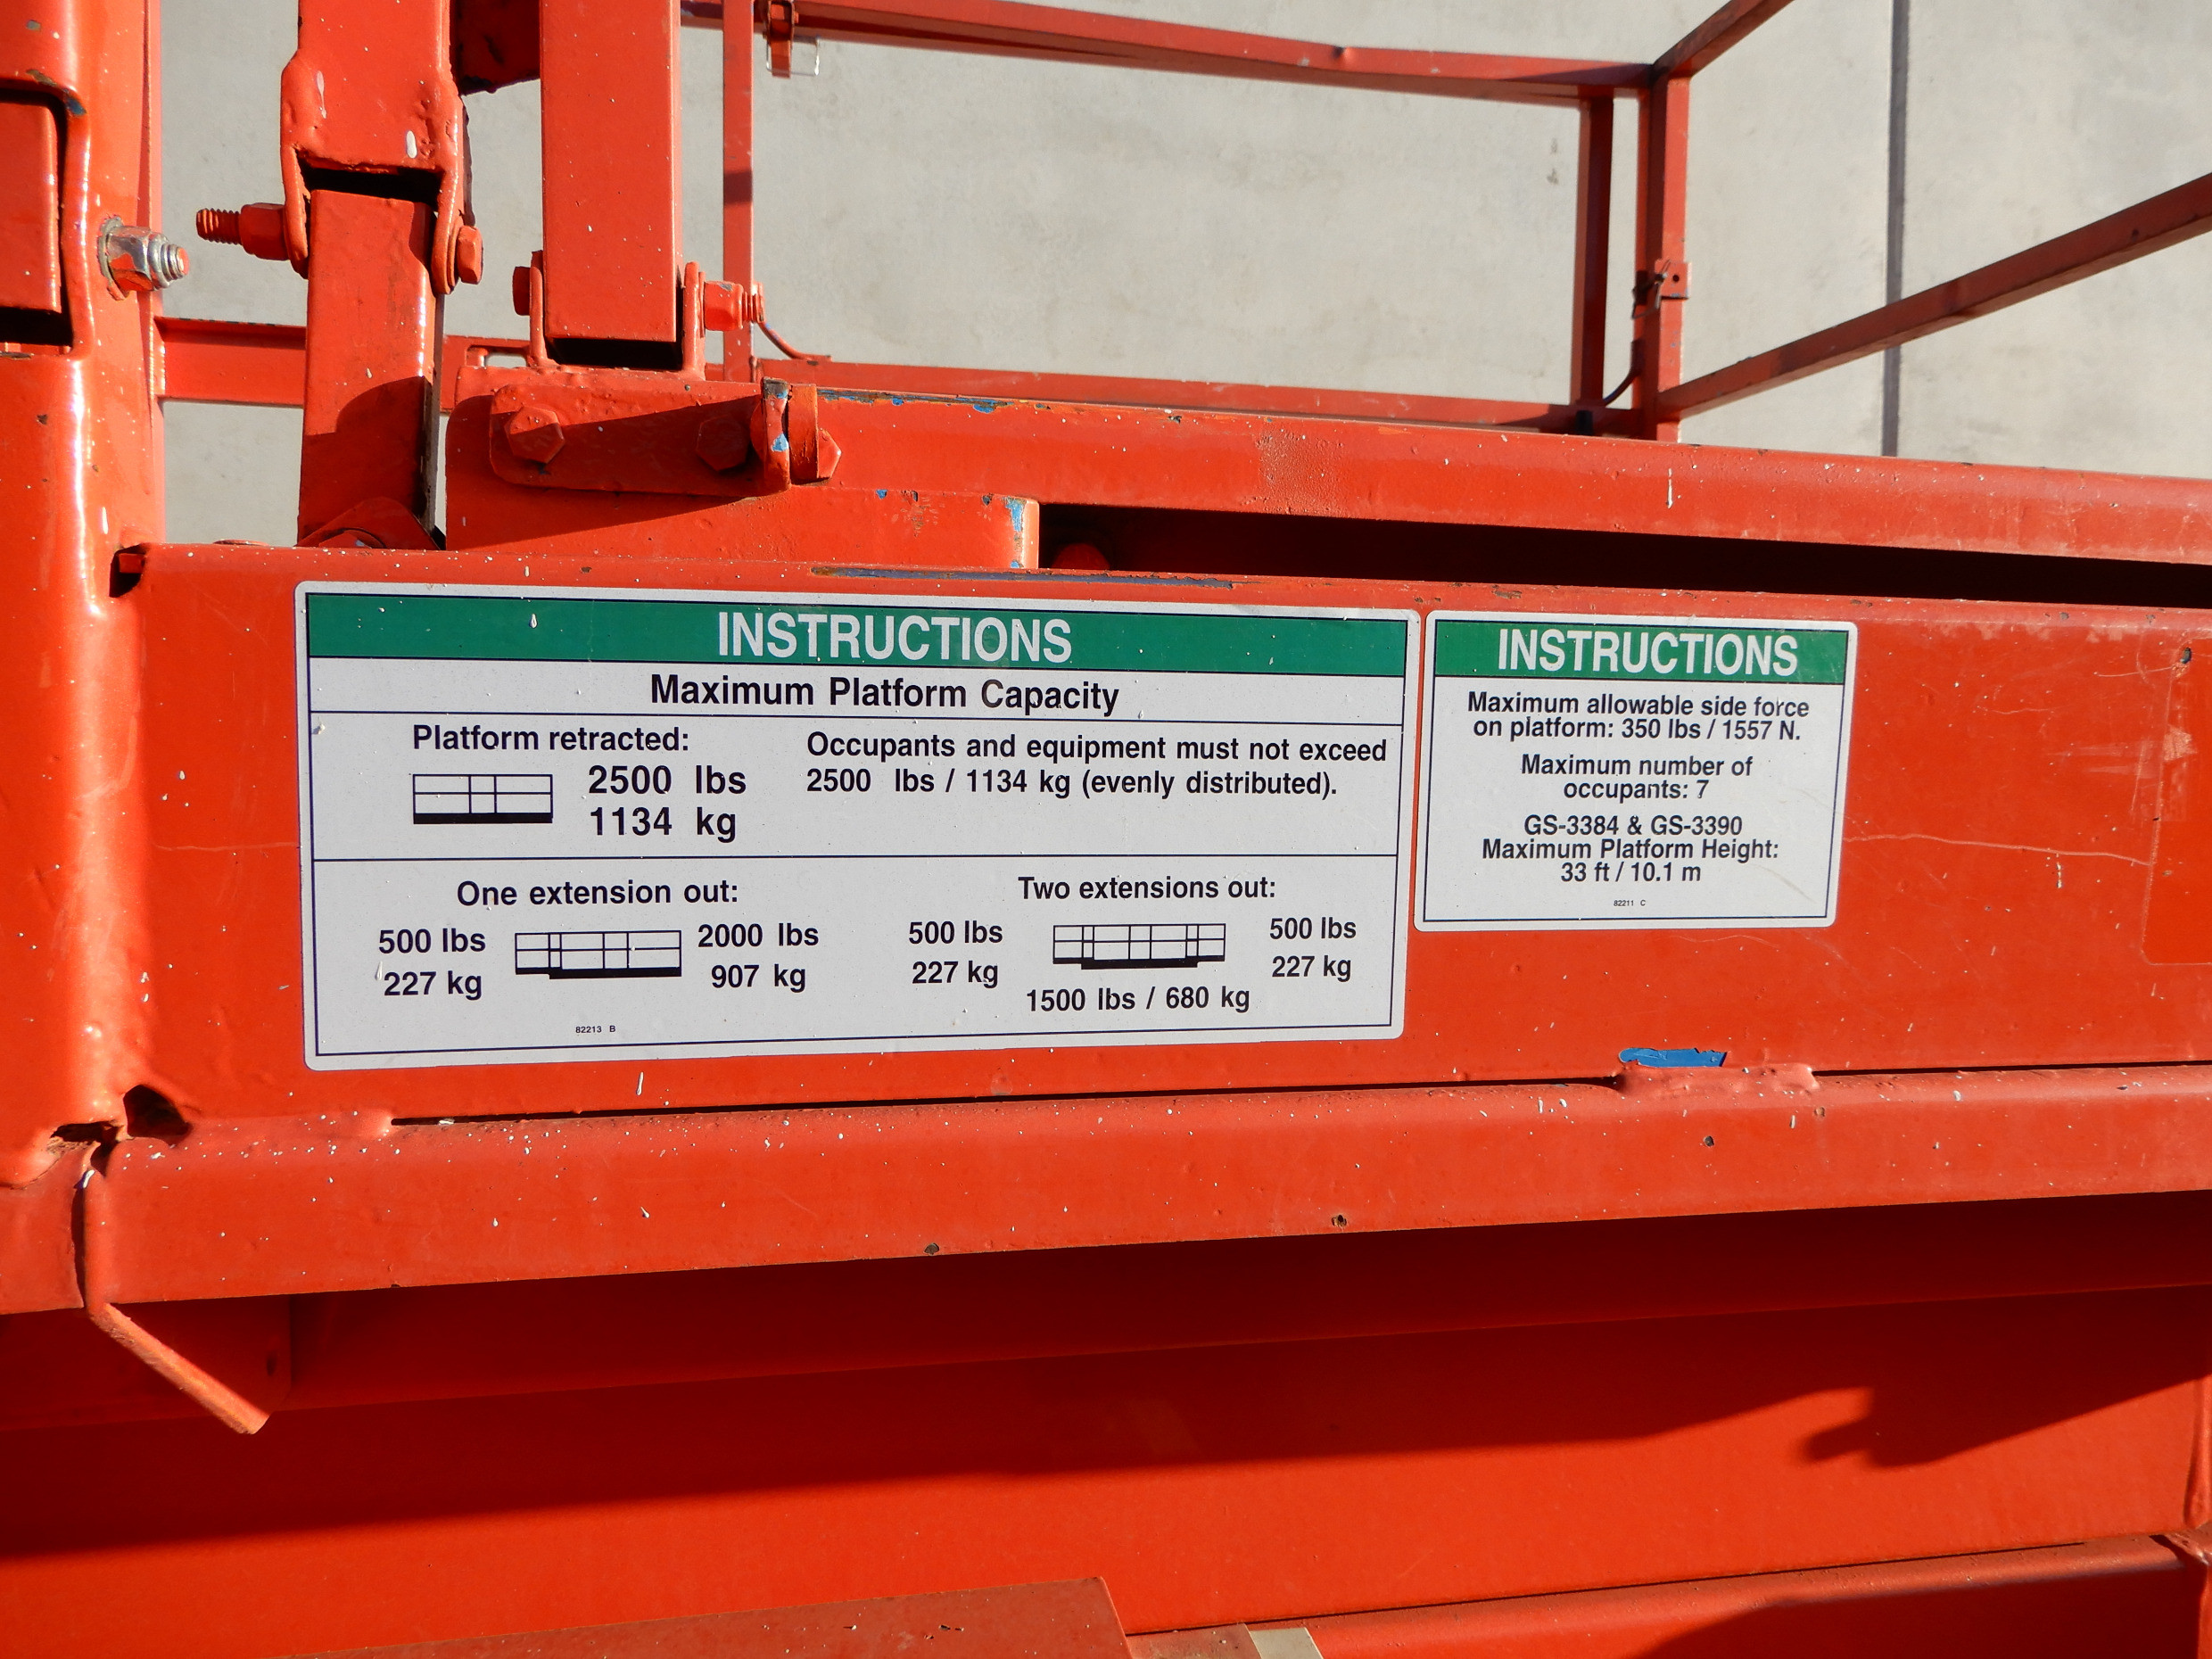 INSTRUCTIONS
Maximum Platform Capacity
Platform retracted:
2500 lbs
1134 kg
Occupants and equipment must not exceed
2500 lbs / 1134 kg (evenly distributed).
One extension out:
500 lbs
227 kg
2000 lbs
907 kg
Two extensions out:
500 lbs
227 kg
500 lbs
227 kg
1500 lbs / 680 kg
82213 B
INSTRUCTIONS
Maximum allowable side force
on platform: 350 lbs / 1557 N.
Maximum number of
occupants: 7
GS-3384 & GS-3390
Maximum Platform Height:
33 ft / 10.1 m
82211 C